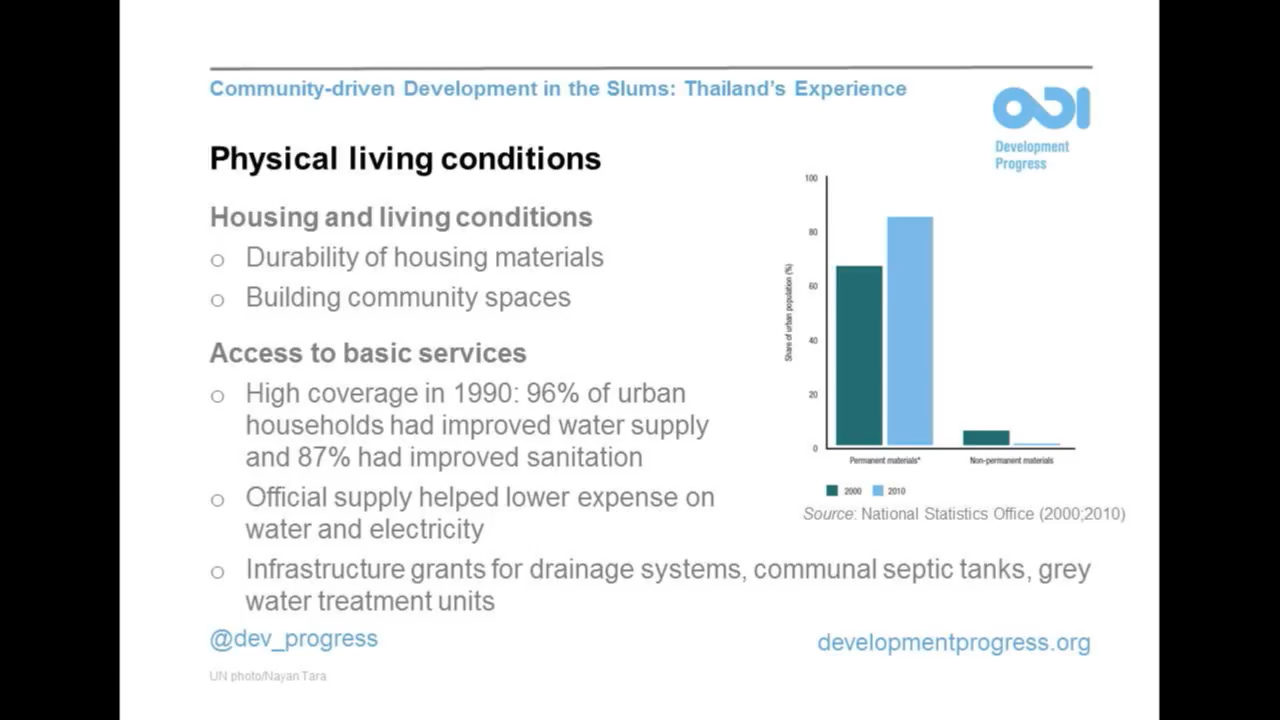 Community-driven Development in the Slums: Thailand's Experience
ODI
Development
Progress
Physical living conditions
Housing and living conditions
o Durability of housing materials
o Building community spaces
Access to basic services
o High coverage in 1990: 96% of urban
households had improved water supply
and 87% had improved sanitation
o Official supply helped lower expense on
water and electricity
o Infrastructure grants for drainage systems, communal septic tanks, grey
water treatment units
100
80
60
40
20
0
Share of urban population (%)
Permanent materials* Non-permanent materials
2000 2010
Source: National Statistics Office (2000;2010)
@dev_progress
developmentprogress.org
UN photo/Nayan Tara